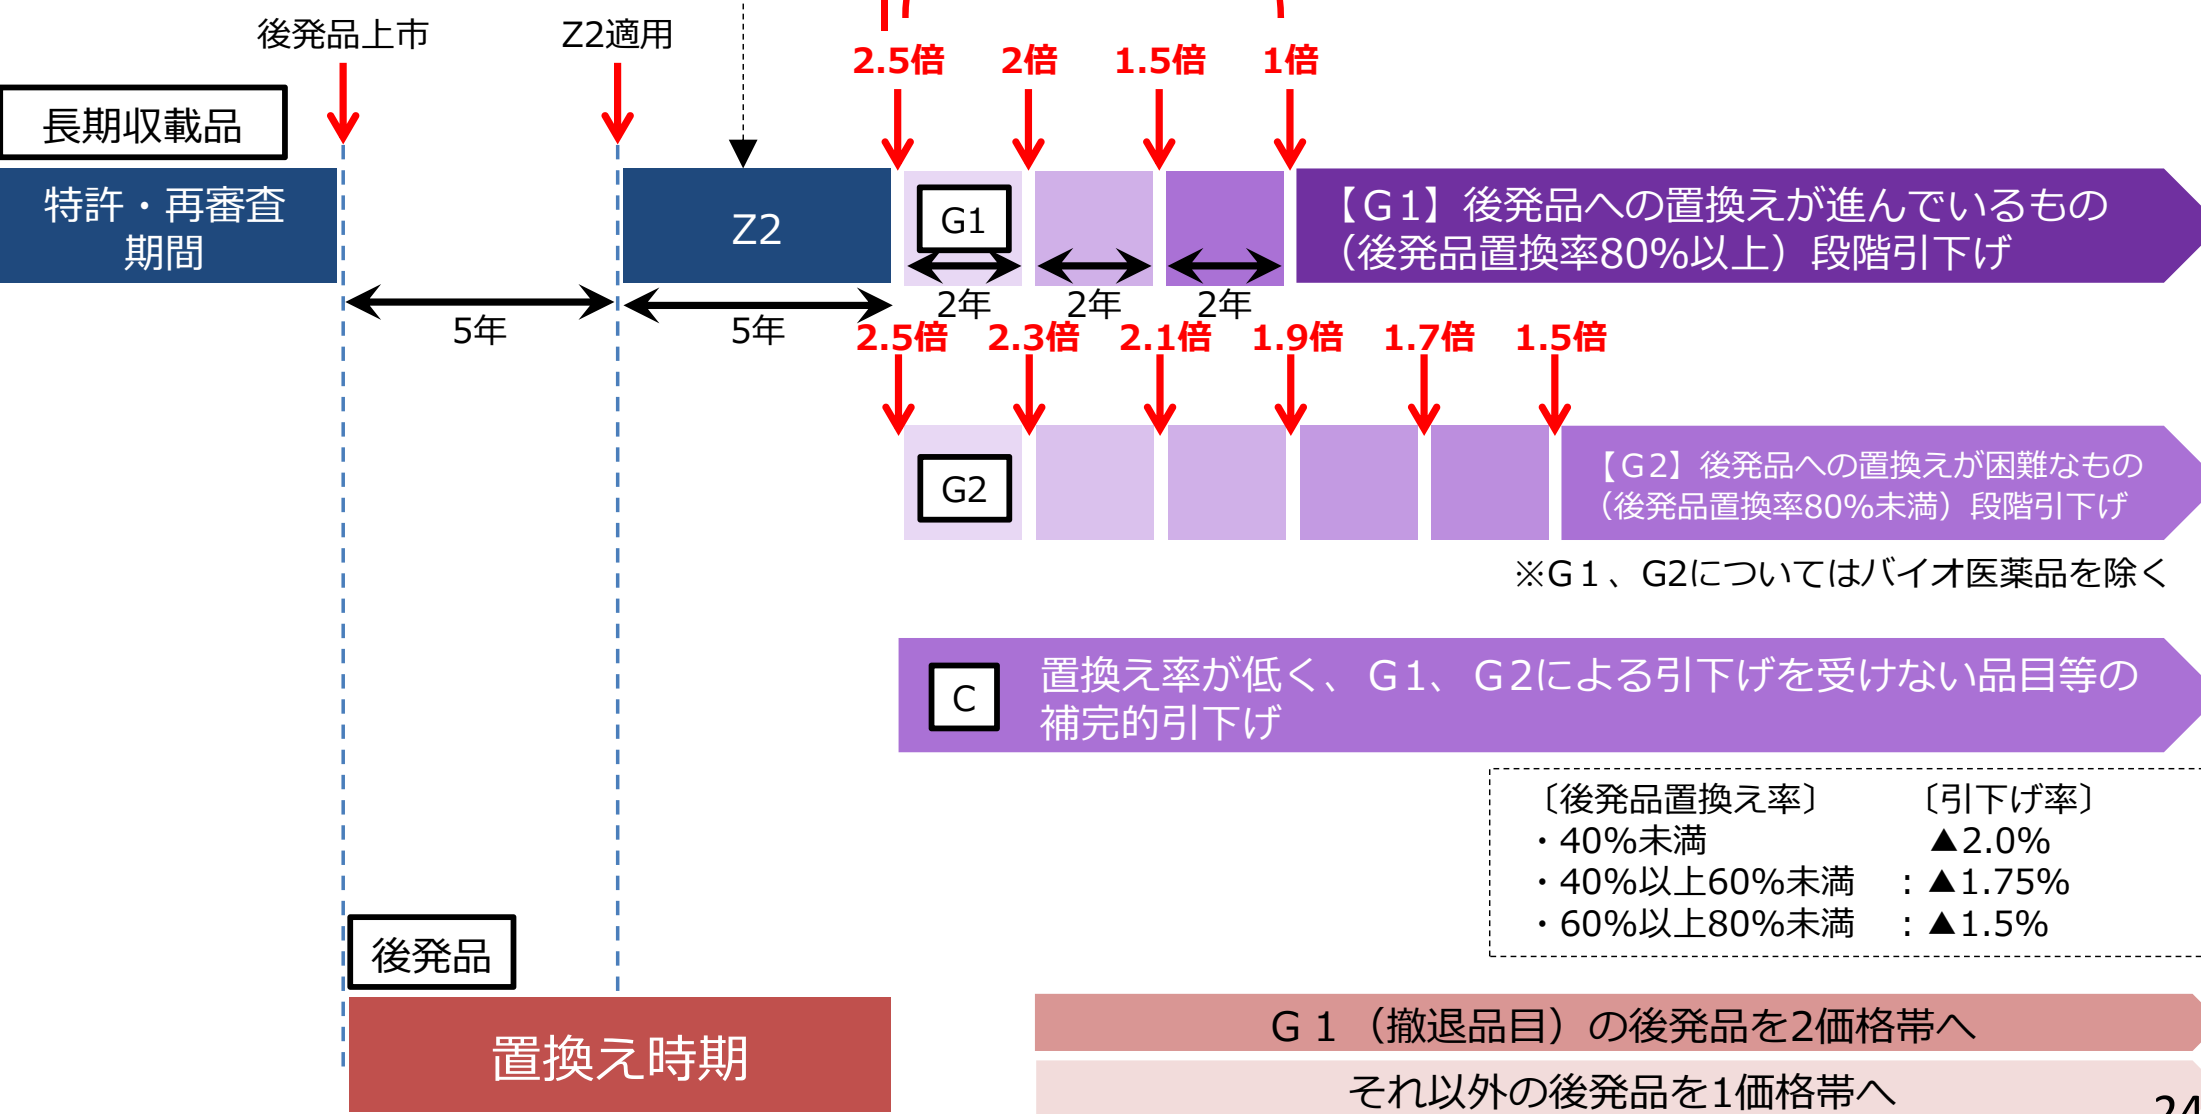 後発品上市
Z2適用
2.5倍 2倍 1.5倍 1倍
長期収載品
特許・再審査
期間
Z2
G1
【G1】後発品への置換えが進んでいるもの
（後発品置換率80%以上）段階引下げ
5年
5年
2年 2年 2年
2.5倍 2.3倍 2.1倍 1.9倍 1.7倍 1.5倍
G2
【G2】後発品への置換えが困難なもの
（後発品置換率80%未満）段階引下げ
※G１、G2についてはバイオ医薬品を除く
C
置換え率が低く、G1、G2による引下げを受けない品目等の
補完的引下げ
〔後発品置換え率〕 〔引下げ率〕
・40%未満 ▲2.0%
・40%以上60%未満 : ▲1.75%
・60%以上80%未満 : ▲1.5%
後発品
置換え時期
G１（撤退品目）の後発品を2価格帯へ
それ以外の後発品を1価格帯へ
24